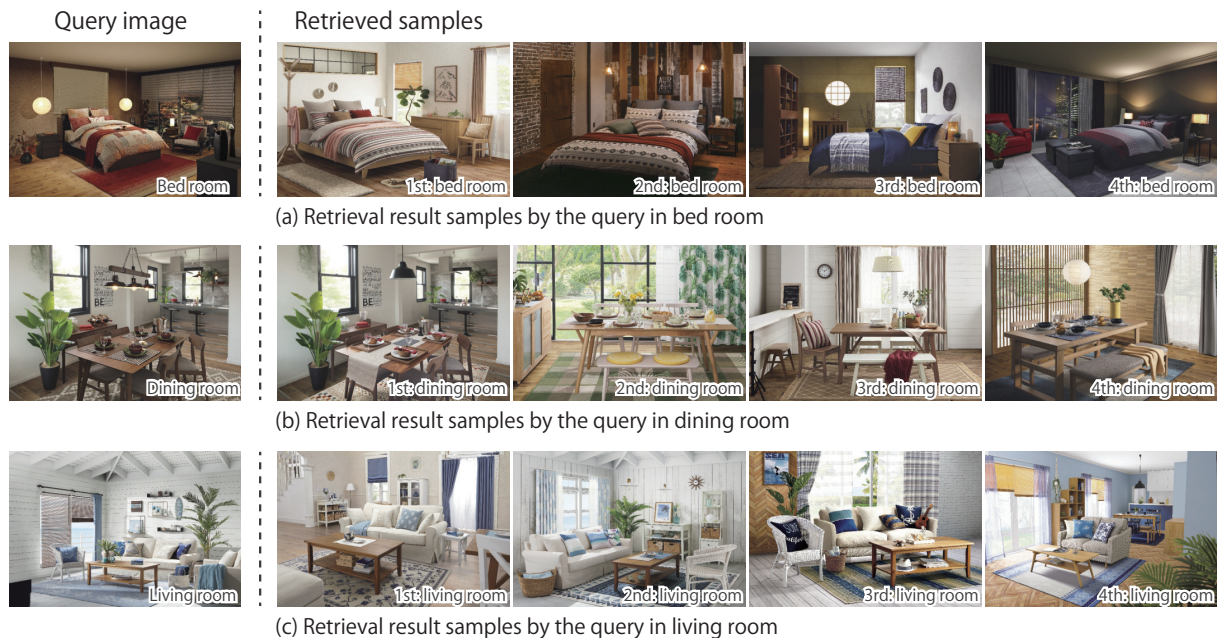 Query image
Retrieved samples
Bed room
1st: bed room
2nd: bed room
3rd: bed room
4th: bed room
(a) Retrieval result samples by the query in bed room
BE
BE
Dining room
1st: dining room
2nd: dining room
3rd: dining room
4th: dining room
(b) Retrieval result samples by the query in dining room
SEA
Living room
1st: living room
2nd: living room
3rd: living room
4th: living room
(c) Retrieval result samples by the query in living room